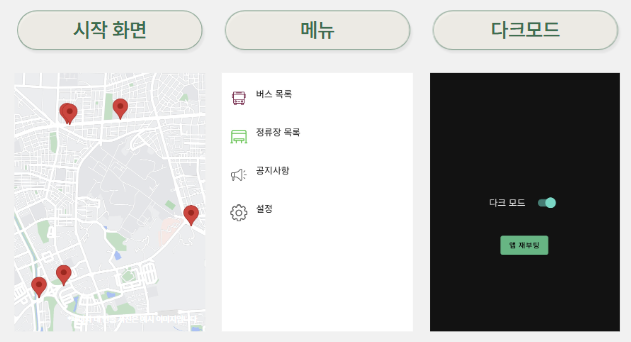 시작 화면
메뉴
다크모드
버스 목록
정류장 목록
공지사항
설정
다크 모드
앱 재부팅